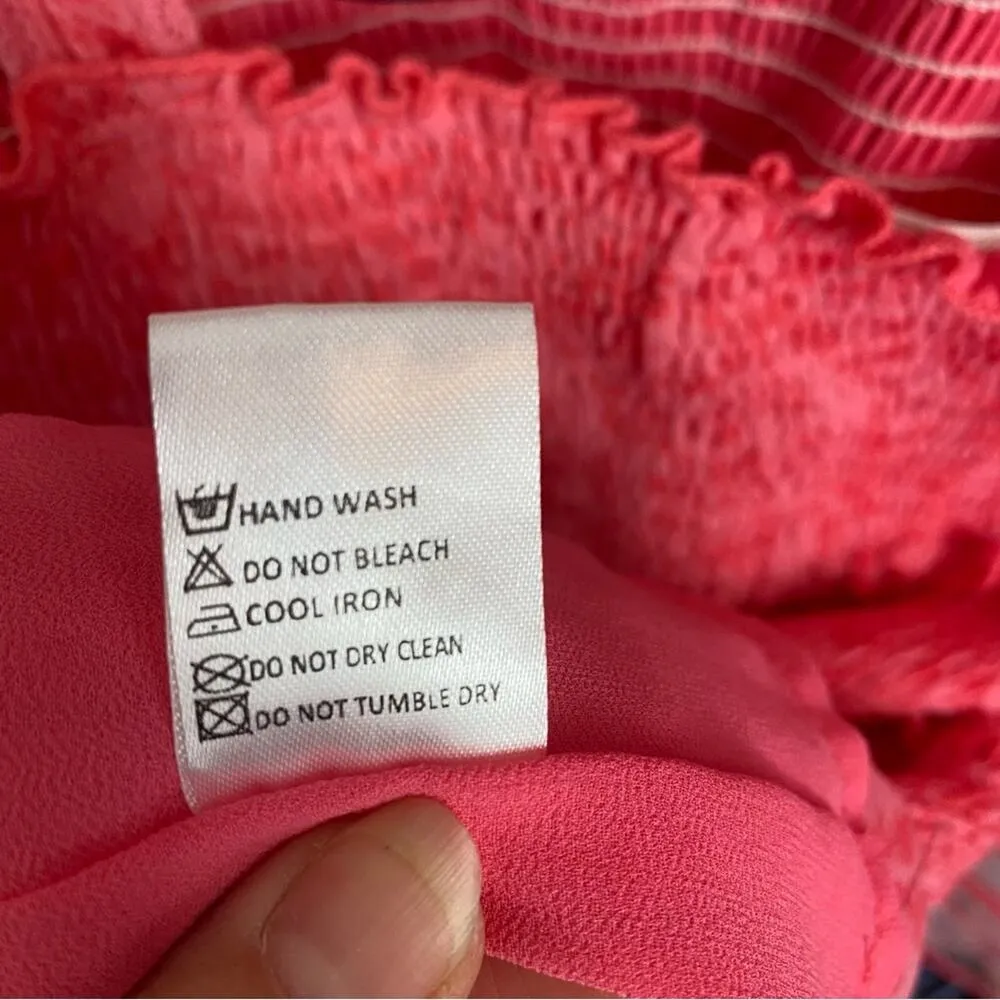 HAND WASH
DO NOT BLEACH
COOL IRON
DO NOT DRY CLEAN
DO NOT TUMBLE DRY